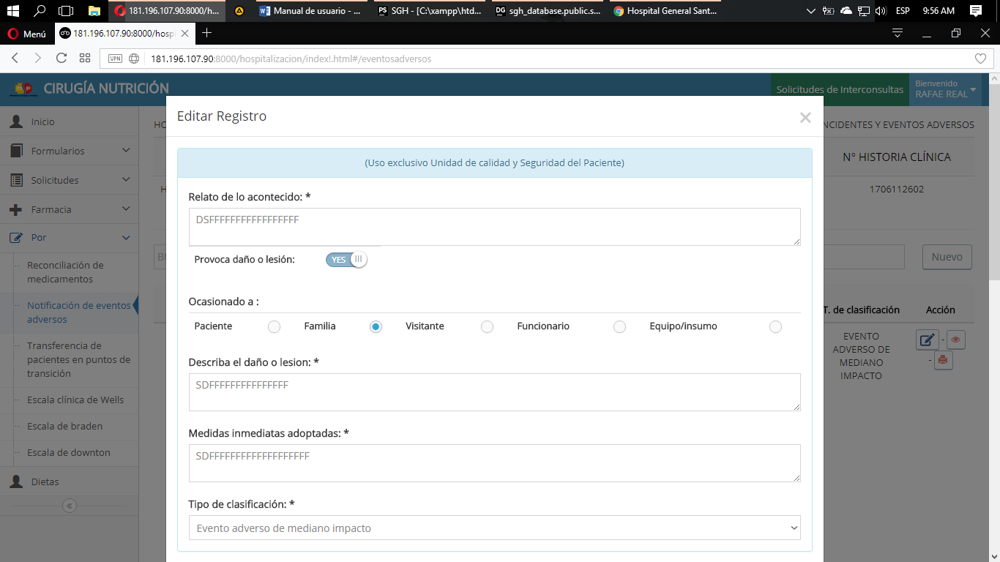 181.196.107.90:8000/h...
Manual de usuario - ...
SGH - [C:\xampp\htd...
sgh_database.public.s...
Hospital General Sant...
ESP
9:56 AM
Menú
181.196.107.90:8000/hosp
VPN
181.196.107.90:8000/hospitalizacion/index!.html#/eventosadversos
CIRUGÍA NUTRICIÓN
Solicitudes de Interconsultas
Bienvenido
RAFAE REAL
Inicio
Formularios
Solicitudes
Farmacia
Por
Reconciliación de
medicamentos
Notificación de eventos
adversos
Transferencia de
pacientes en puntos de
transición
Escala clínica de Wells
Escala de braden
Escala de downton
Dietas
HO
NCIDENTES Y EVENTOS ADVERSOS
N° HISTORIA CLÍNICA
H
1706112602
BU
Nuevo
T. de clasificación
Acción
EVENTO
ADVERSO DE
MEDIANO
IMPACTO
Editar Registro
(Uso exclusivo Unidad de calidad y Seguridad del Paciente)
Relato de lo acontecido: *
DSFFFFFFFFFFFFFFFFF
Provoca daño o lesión:
YES
Ocasionado a :
Paciente
Familia
Visitante
Funcionario
Equipo/insumo
Describa el daño o lesion: *
SDFFFFFFFFFFFFFFF
Medidas inmediatas adoptadas: *
SDFFFFFFFFFFFFFFFFFFF
Tipo de clasificación: *
Evento adverso de mediano impacto